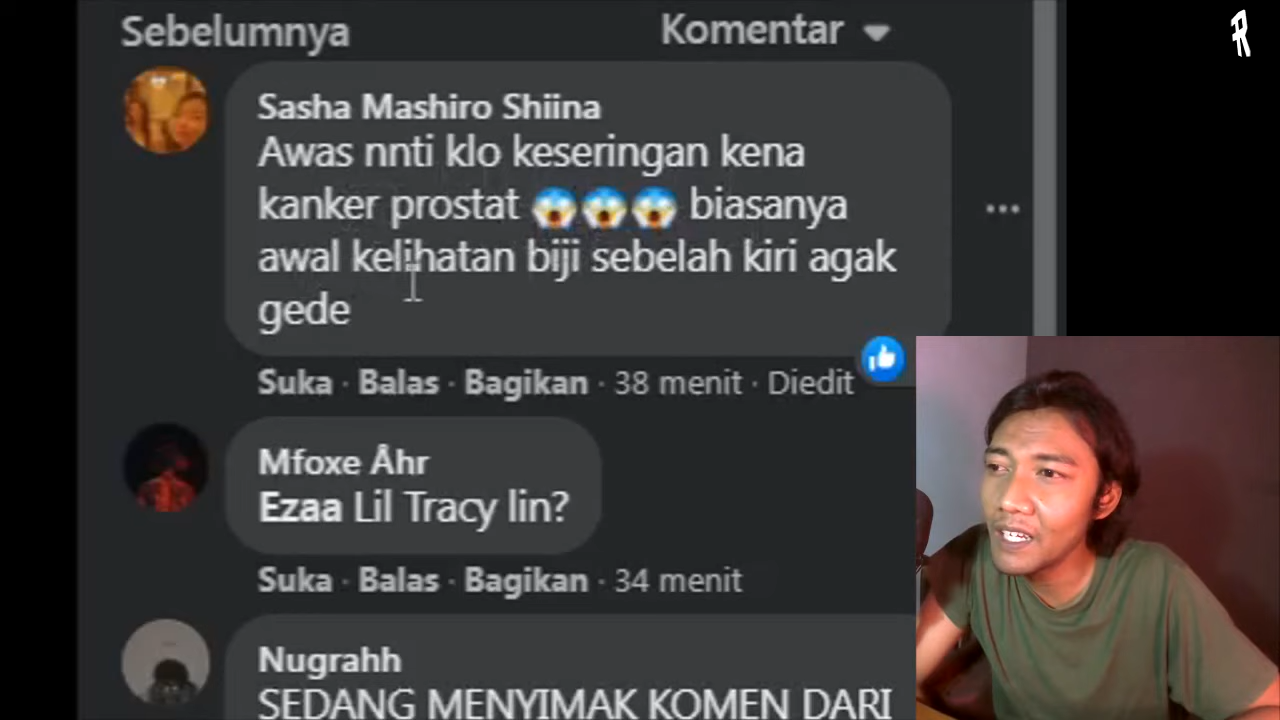 Sebelumnya
Komentar
Sasha Mashiro Shiina
Awas nnti klo keseringan kena
kanker prostat 😱😱😱 biasanya
awal kelihatan biji sebelah kiri agak
gede
Suka · Balas · Bagikan · 38 menit · Diedit
Mfoxe Âhr
Ezaa Lil Tracy lin?
Suka · Balas · Bagikan · 34 menit
Nugrahh
SEDANG MENYIMAK KOMEN DARI